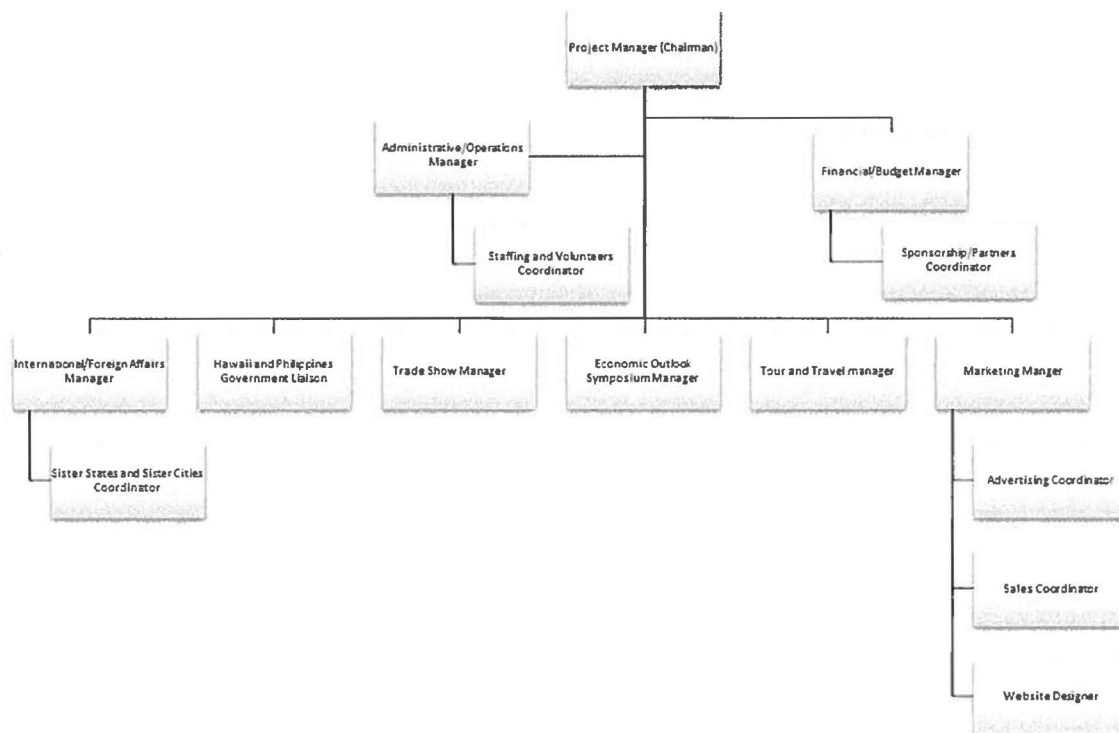 Project Manager (Chairman)
Administrative/Operations
Manager
Financial/Budget Manager
Staffing and Volunteers
Coordinator
Sponsorship/Partners
Coordinator
International/Foreign Affairs
Manager
Hawaii and Philippines
Government Liaison
Trade Show Manager
Economic Outlook
Symposium Manager
Tour and Travel manager
Marketing Manger
Sister States and Sister Cities
Coordinator
Advertising Coordinator
Sales Coordinator
Website Designer